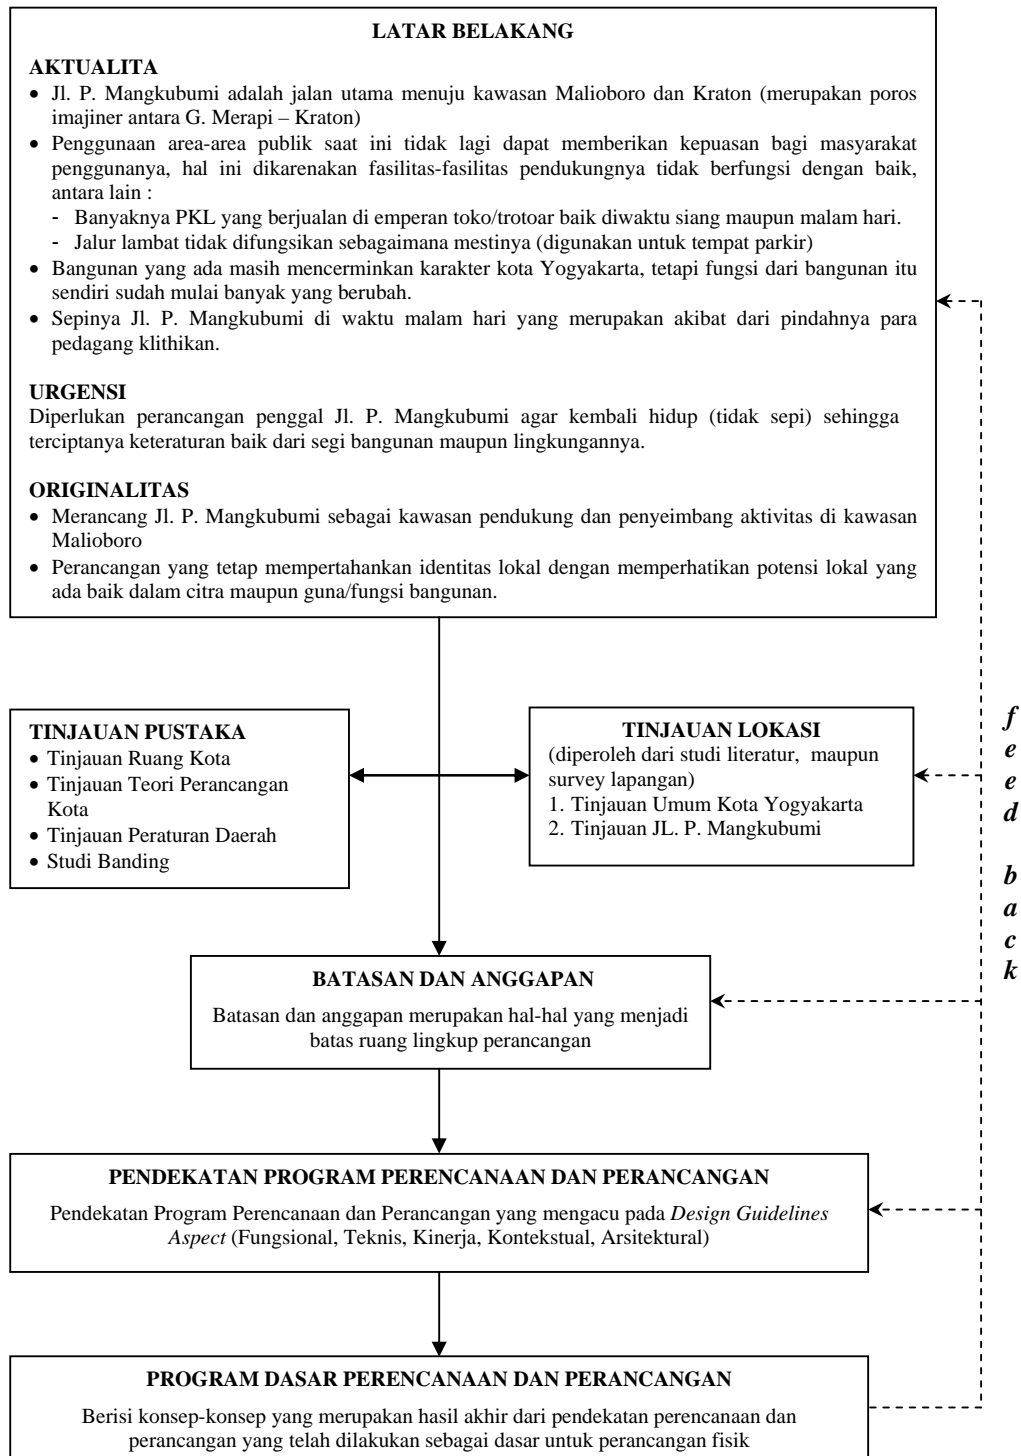 LATAR BELAKANG
AKTUALITA
• Jl. P. Mangkubumi adalah jalan utama menuju kawasan Malioboro dan Kraton (merupakan poros
imajiner antara G. Merapi – Kraton)
• Penggunaan area-area publik saat ini tidak lagi dapat memberikan kepuasan bagi masyarakat
penggunanya, hal ini dikarenakan fasilitas-fasilitas pendukungnya tidak berfungsi dengan baik,
antara lain :
- Banyaknya PKL yang berjualan di emperan toko/trotoar baik diwaktu siang maupun malam hari.
- Jalur lambat tidak difungsikan sebagaimana mestinya (digunakan untuk tempat parkir)
• Bangunan yang ada masih mencerminkan karakter kota Yogyakarta, tetapi fungsi dari bangunan itu
sendiri sudah mulai banyak yang berubah.
• Sepinya Jl. P. Mangkubumi di waktu malam hari yang merupakan akibat dari pindahnya para
pedagang klithikan.
URGENSI
Diperlukan perancangan penggal Jl. P. Mangkubumi agar kembali hidup (tidak sepi) sehingga
terciptanya keteraturan baik dari segi bangunan maupun lingkungannya.
ORIGINALITAS
• Merancang Jl. P. Mangkubumi sebagai kawasan pendukung dan penyeimbang aktivitas di kawasan
Malioboro
• Perancangan yang tetap mempertahankan identitas lokal dengan memperhatikan potensi lokal yang
ada baik dalam citra maupun guna/fungsi bangunan.
TINJAUAN PUSTAKA
• Tinjauan Ruang Kota
• Tinjauan Teori Perancangan
Kota
• Tinjauan Peraturan Daerah
• Studi Banding
TINJAUAN LOKASI
(diperoleh dari studi literatur, maupun
survey lapangan)
1. Tinjauan Umum Kota Yogyakarta
2. Tinjauan JL. P. Mangkubumi
f
e
e
d
b
a
c
k
BATASAN DAN ANGGAPAN
Batasan dan anggapan merupakan hal-hal yang menjadi
batas ruang lingkup perancangan
PENDEKATAN PROGRAM PERENCANAAN DAN PERANCANGAN
Pendekatan Program Perencanaan dan Perancangan yang mengacu pada Design Guidelines
Aspect (Fungsional, Teknis, Kinerja, Kontekstual, Arsitektural)
PROGRAM DASAR PERENCANAAN DAN PERANCANGAN
Berisi konsep-konsep yang merupakan hasil akhir dari pendekatan perencanaan dan
perancangan yang telah dilakukan sebagai dasar untuk perancangan fisik